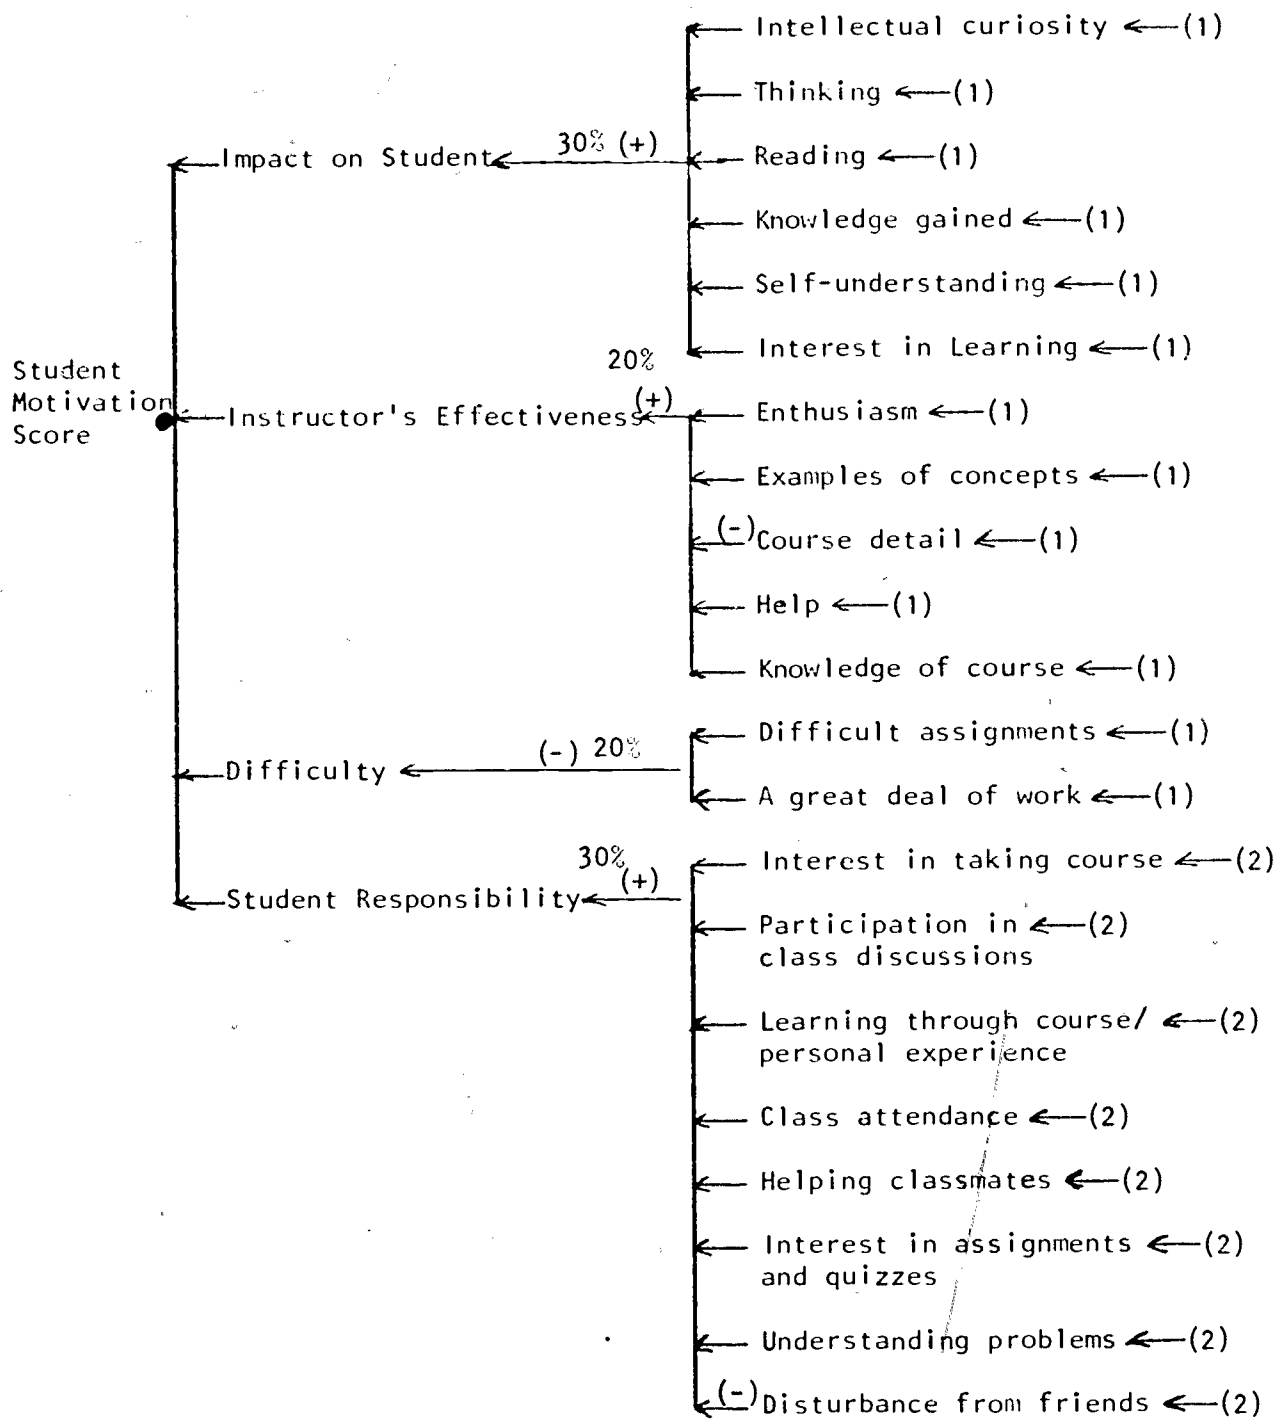 Intellectual curiosity ←(1)
Thinking ←(1)
Impact on Student 30% (+)
Reading ←(1)
Knowledge gained ←(1)
Self-understanding ←(1)
Interest in Learning ←(1)
Student
Motivation
Score
20%
Instructor's Effectiveness (+)
Enthusiasm ←(1)
Examples of concepts ←(1)
(-) Course detail ←(1)
Help ←(1)
Knowledge of course ←(1)
Difficult assignments ←(1)
Difficulty (-) 20%
A great deal of work ←(1)
Interest in taking course ←(2)
30%
Student Responsibility (+)
Participation in ←(2)
class discussions
Learning through course/ ←(2)
personal experience
Class attendance ←(2)
Helping classmates ←(2)
Interest in assignments ←(2)
and quizzes
Understanding problems ←(2)
(-) Disturbance from friends ←(2)